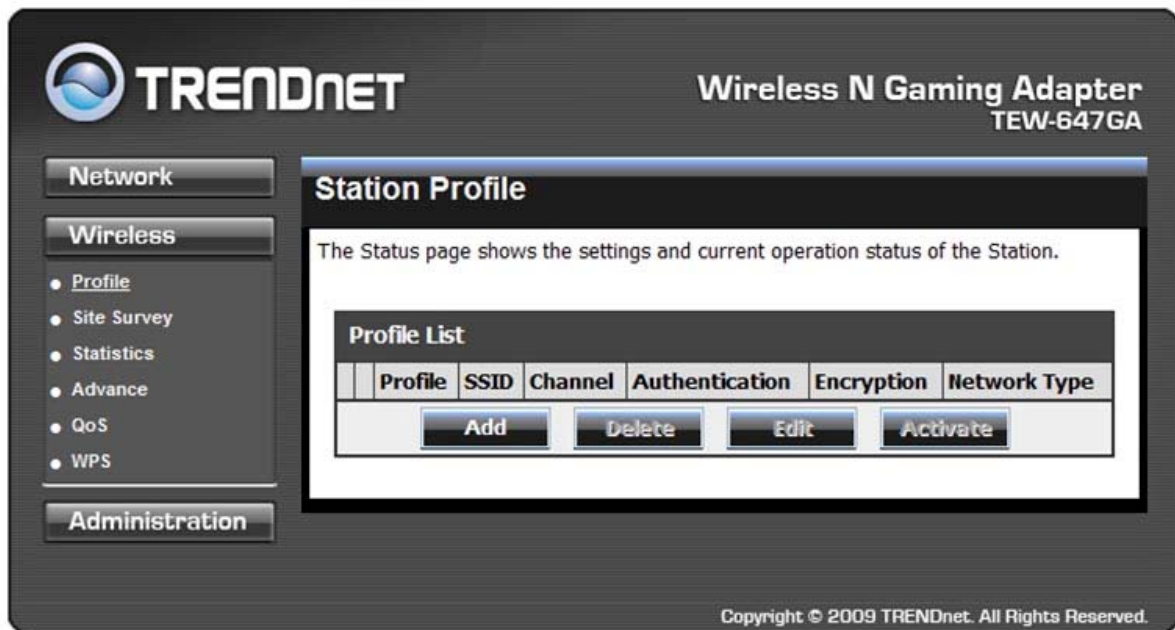 TRENDnET
Wireless N Gaming Adapter
TEW-647GA
Network
Wireless
Profile
Site Survey
Statistics
Advance
QoS
WPS
Administration
Station Profile
The Status page shows the settings and current operation status of the Station.
Profile List
Profile SSID Channel Authentication Encryption Network Type
Add Delete Edit Activate
Copyright © 2009 TRENDnet. All Rights Reserved.